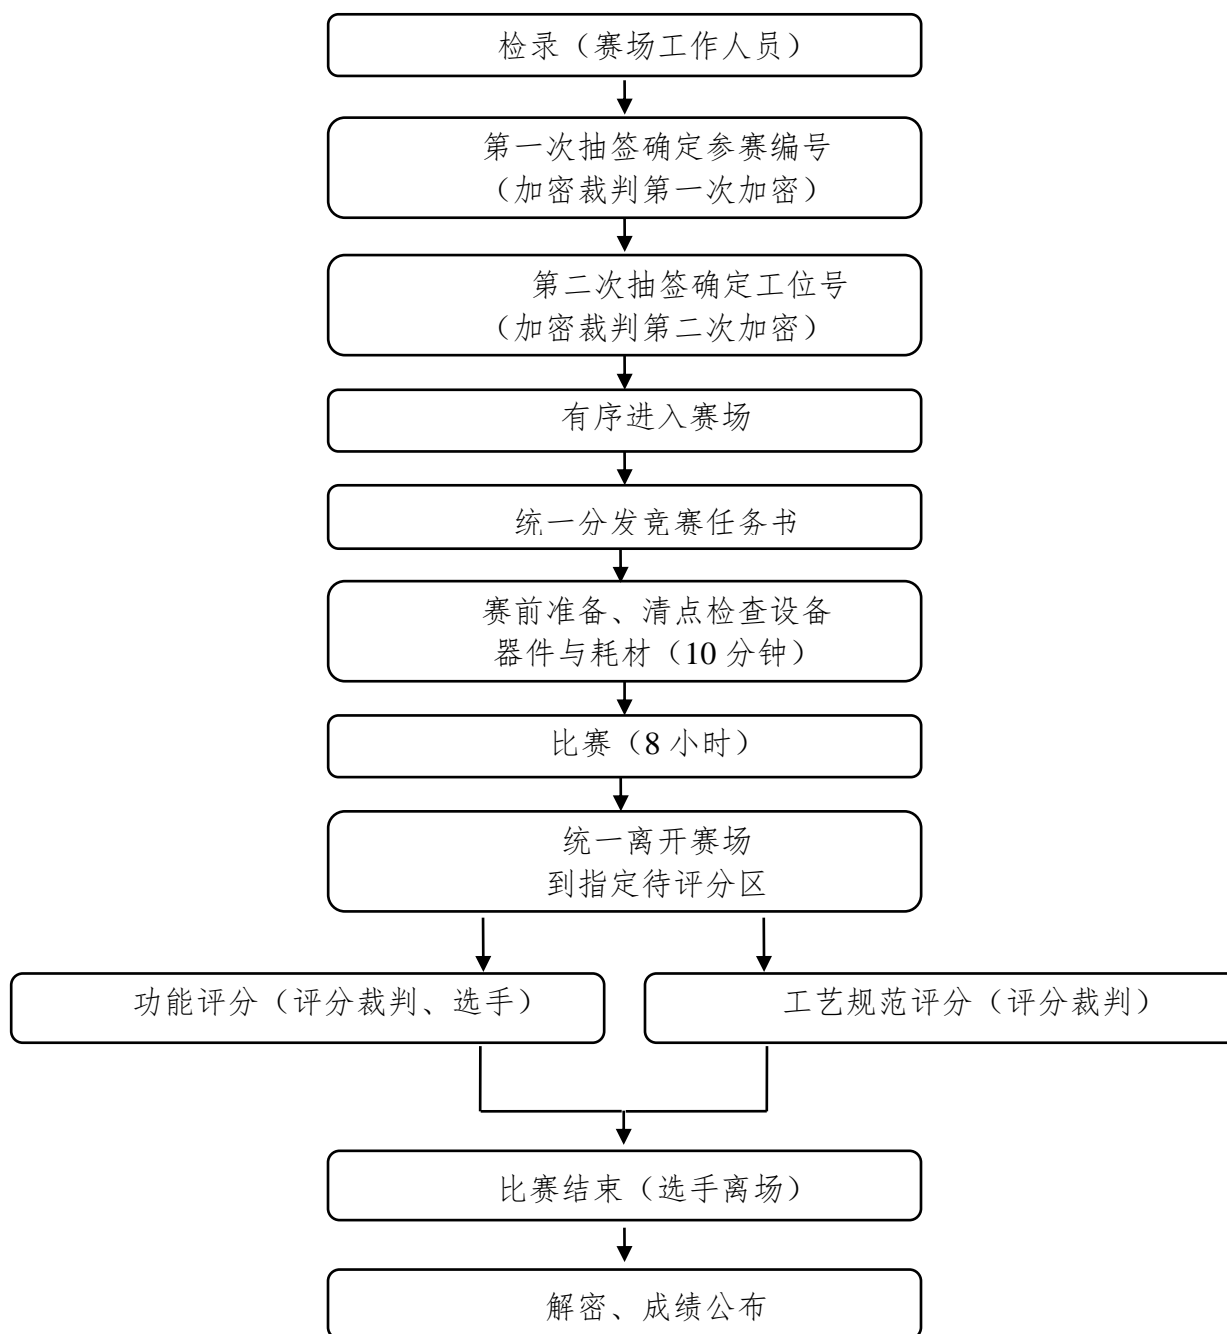 检录（赛场工作人员）
第一次抽签确定参赛编号
（加密裁判第一次加密）
第二次抽签确定工位号
（加密裁判第二次加密）
有序进入赛场
统一分发竞赛任务书
赛前准备、清点检查设备
器件与耗材（10 分钟）
比赛（8 小时）
统一离开赛场
到指定待评分区
功能评分（评分裁判、选手）
工艺规范评分（评分裁判）
比赛结束（选手离场）
解密、成绩公布